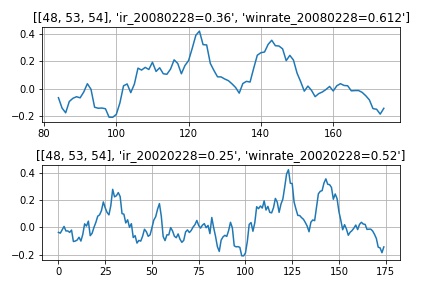 [[48, 53, 54], 'ir_20080228=0.36', 'winrate_20080228=0.612']
0.4
0.2
0.0
−0.2
80 100 120 140 160
[[48, 53, 54], 'ir_20020228=0.25', 'winrate_20020228=0.52']
0.4
0.2
0.0
−0.2
0 25 50 75 100 125 150 175